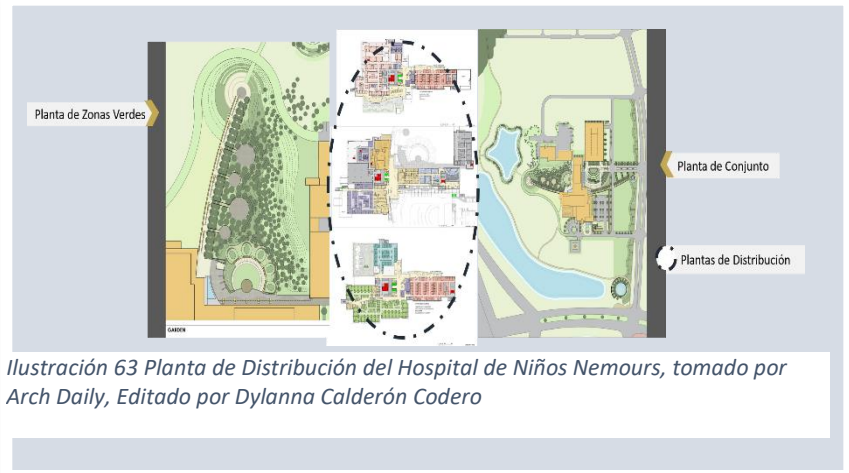 Planta de Zonas Verdes
Planta de Conjunto
Plantas de Distribución
GARDEN
Ilustración 63 Planta de Distribución del Hospital de Niños Nemours, tomado por
Arch Daily, Editado por Dylanna Calderón Codero